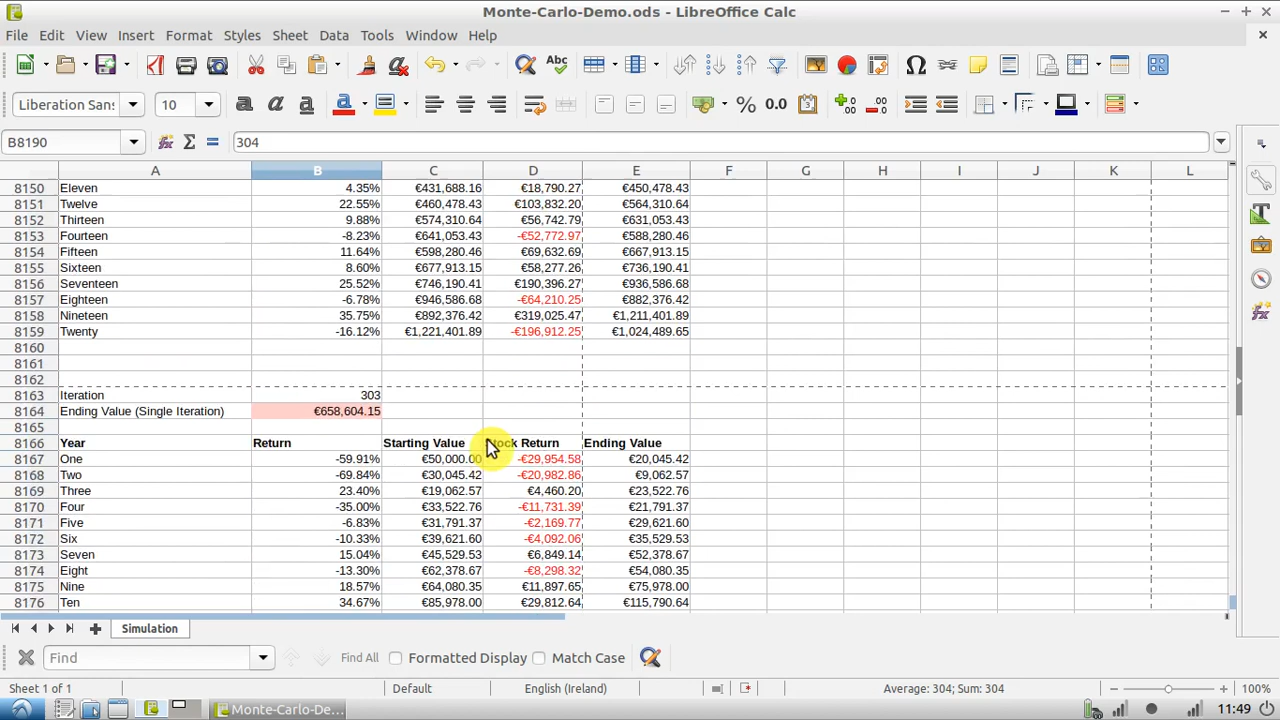 Monte-Carlo-Demo.ods - LibreOffice Calc
File Edit View Insert Format Styles Sheet Data Tools Window Help
Liberation Sans 10
B8190 304
A B C D E F G H I J K L
8150 Eleven 4.35% €431,688.16 €18,790.27 €450,478.43
8151 Twelve 22.55% €460,478.43 €103,832.20 €564,310.64
8152 Thirteen 9.88% €574,310.64 €56,742.79 €631,053.43
8153 Fourteen -8.23% €641,053.43 -€52,772.97 €588,280.46
8154 Fifteen 11.64% €598,280.46 €69,632.69 €667,913.15
8155 Sixteen 8.60% €677,913.15 €58,277.26 €736,190.41
8156 Seventeen 25.52% €746,190.41 €190,396.27 €936,586.68
8157 Eighteen -6.78% €946,586.68 -€64,210.25 €882,376.42
8158 Nineteen 35.75% €892,376.42 €319,025.47 €1,211,401.89
8159 Twenty -16.12% €1,221,401.89 -€196,912.25 €1,024,489.65
8160
8161
8162
8163 Iteration 303
8164 Ending Value (Single Iteration) €658,604.15
8165
8166 Year Return Starting Value Stock Return Ending Value
8167 One -59.91% €50,000.00 -€29,954.58 €20,045.42
8168 Two -69.84% €30,045.42 -€20,982.86 €9,062.57
8169 Three 23.40% €19,062.57 €4,460.20 €23,522.76
8170 Four -35.00% €33,522.76 -€11,731.39 €21,791.37
8171 Five -6.83% €31,791.37 -€2,169.77 €29,621.60
8172 Six -10.33% €39,621.60 -€4,092.06 €35,529.53
8173 Seven 15.04% €45,529.53 €6,849.14 €52,378.67
8174 Eight -13.30% €62,378.67 -€8,298.32 €54,080.35
8175 Nine 18.57% €64,080.35 €11,897.65 €75,978.00
8176 Ten 34.67% €85,978.00 €29,812.64 €115,790.64
Simulation
Find Find All Formatted Display Match Case
Sheet 1 of 1 Default English (Ireland) Average: 304; Sum: 304 100%
Monte-Carlo-De... 11:49